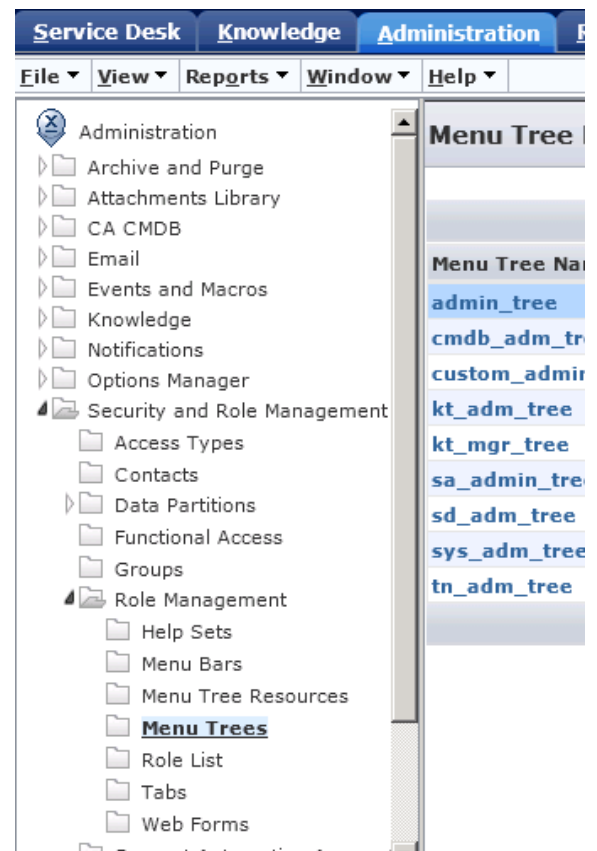 Service Desk Knowledge Administration
File View Reports Window Help
Administration
Archive and Purge
Attachments Library
CA CMDB
Email
Events and Macros
Knowledge
Notifications
Options Manager
Security and Role Management
Access Types
Contacts
Data Partitions
Functional Access
Groups
Role Management
Help Sets
Menu Bars
Menu Tree Resources
Menu Trees
Role List
Tabs
Web Forms
Menu Tree
Menu Tree Na
admin_tree
cmdb_adm_tr
custom_admin
kt_adm_tree
kt_mgr_tree
sa_admin_tree
sd_adm_tree
sys_adm_tree
tn_adm_tree